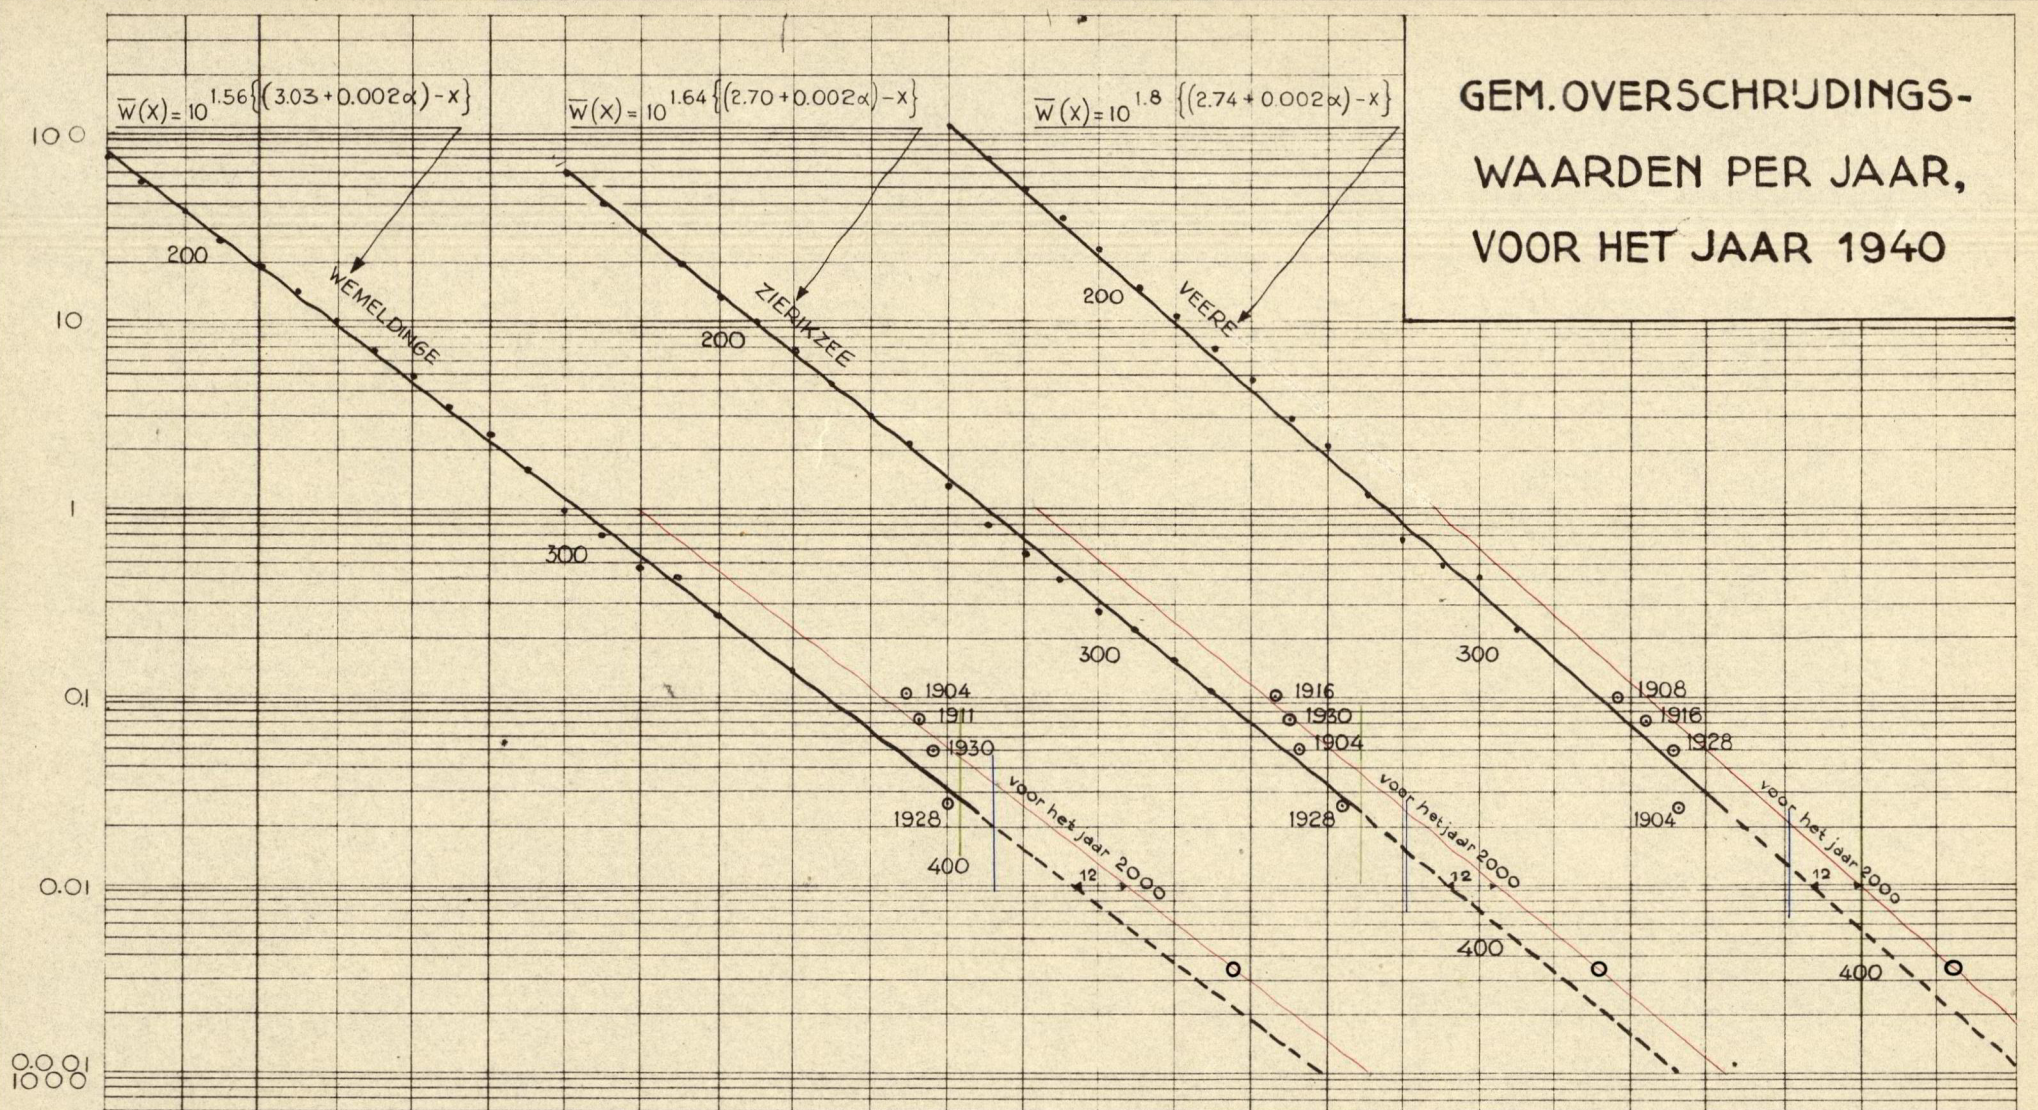 GEM. OVERSCHRIJDINGS-
WAARDEN PER JAAR,
VOOR HET JAAR 1940
W̅(X) = 10^1.56{(3.03+0.002α)-X}
W̅(X) = 10^1.64{(2.70+0.002α)-X}
W̅(X) = 10^1.8{(2.74+0.002α)-X}
100
200
WEMELDINGE
ZIERIKZEE
VEERE
200
200
10
1
300
300
300
0.1
1904
1911
1930
1928
1916
1930
1904
1928
1908
1916
1928
1904
voor het jaar 2000
voor het jaar 2000
voor het jaar 2000
400
12
12
12
0.01
400
400
0.001
1000